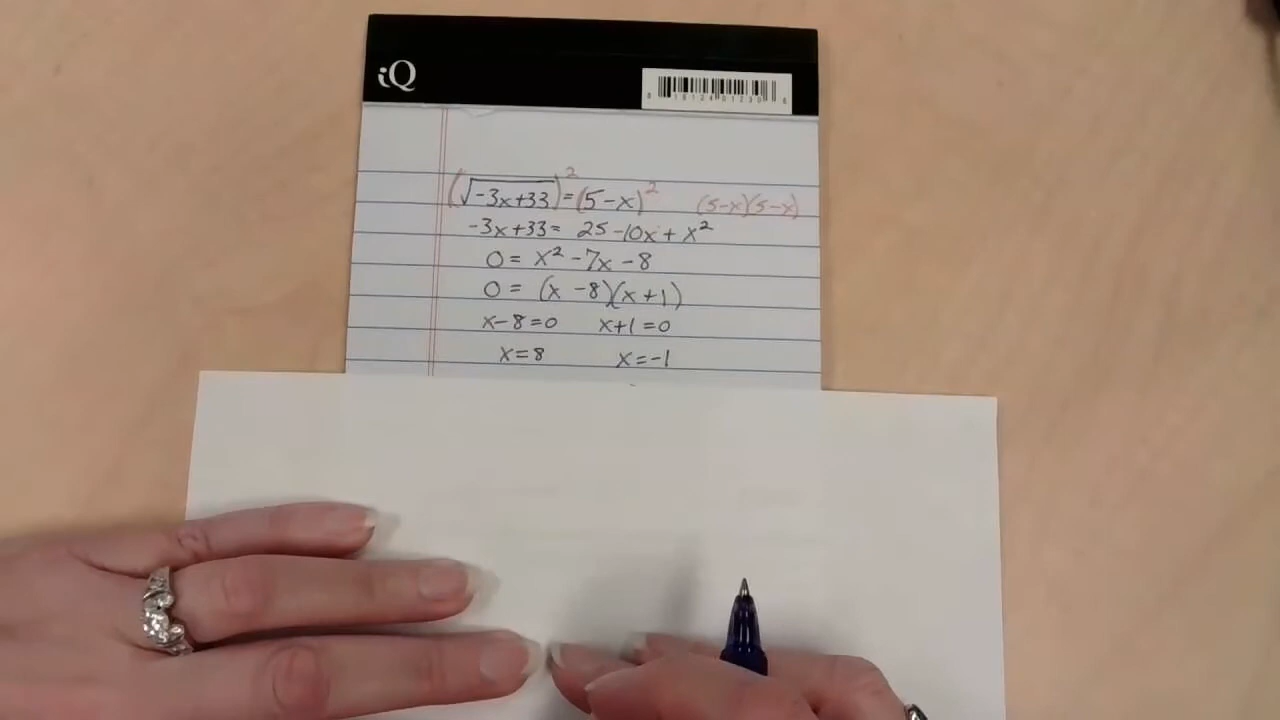 iQ
(√-3x+33)² = (5-x)² (5-x)(5-x)
-3x+33 = 25-10x+x²
0 = x²-7x-8
0 = (x-8)(x+1)
x-8=0 x+1=0
x=8 x=-1